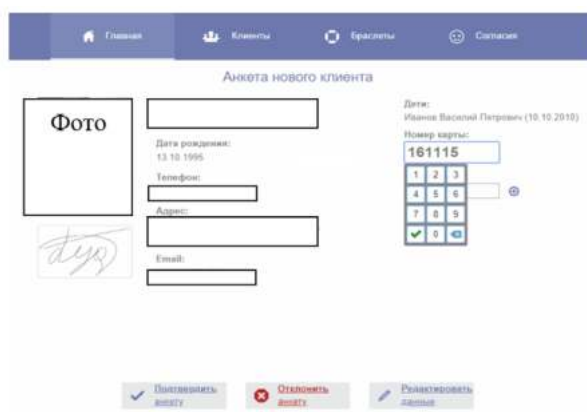 Главная
Клиенты
Браслеты
Согласия
Анкета нового клиента
Фото
Дата рождения:
13.10.1995
Телефон:
Адрес:
Email:
Дети:
Иванов Василий Петрович (10.10.2010)
Номер карты:
161115
1 2 3
4 5 6
7 8 9
0
Подтвердить
анкету
Отклонить
анкету
Редактировать
данные